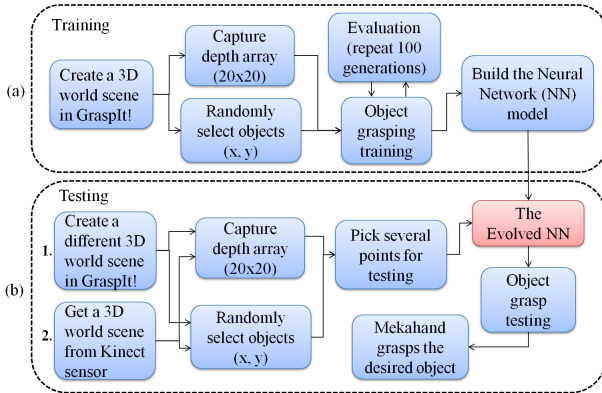 Training
(a)
Create a 3D
world scene
in GraspIt!
Capture
depth array
(20x20)
Randomly
select objects
(x, y)
Evaluation
(repeat 100
generations)
Object
grasping
training
Build the Neural
Network (NN)
model
Testing
(b)
1.
Create a
different 3D
world scene
in GraspIt!
2.
Get a 3D
world scene
from Kinect
sensor
Capture
depth array
(20x20)
Randomly
select objects
(x, y)
Pick several
points for
testing
The
Evolved NN
Object
grasp
testing
Mekahand
grasps the
desired object